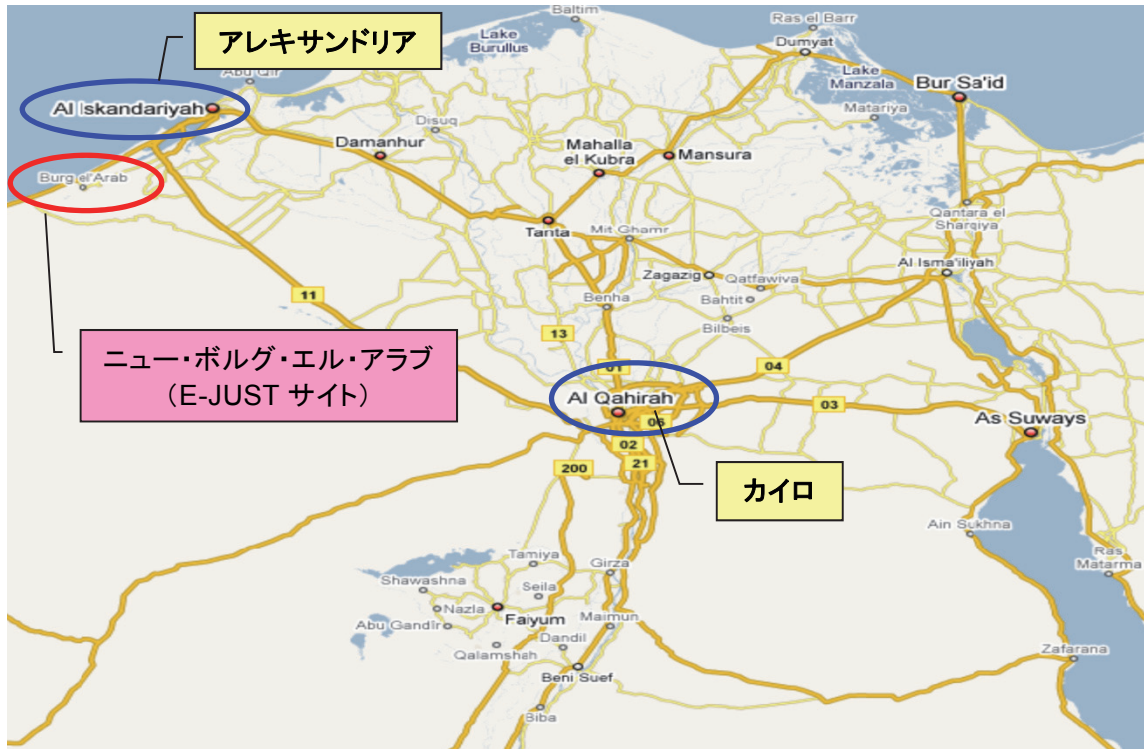 Baltim
Ras el Barr
アレキサンドリア
Lake
Burullus
Dumyat
Abu Qir
Lake
Manzala
Bur Sa'id
Al Iskandariyah
Matariya
Disuq
Damanhur
Mahalla
el Kubra
Mansura
Burg el'Arab
Qantara el
Sharqiya
Tanta
Mit Ghamr
Al Isma'iliyah
Zagazig
Qatfawiva
11
Benha
Bahtit
Bilbeis
13
ニュー・ボルグ・エル・アラブ
（E-JUST サイト）
01
04
Al Qahirah
03
06
As Suways
02
200
21
カイロ
Ain Sukhna
Tamiya
Girza
Ras
Matarma
Shawashna
Seila
Nazla
Faiyum
Maimun
Abu Gandir
Dandil
Qalamshah
Zafarana
Beni Suef
Biba